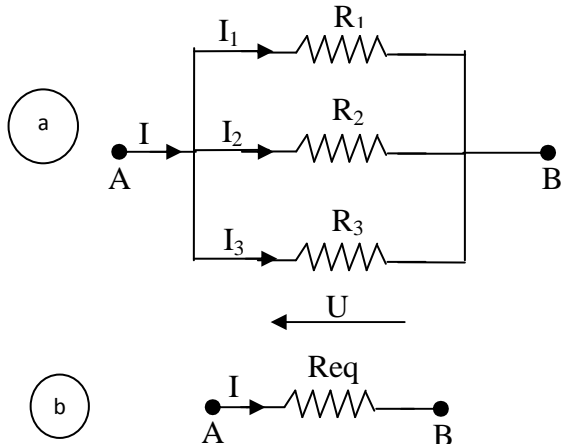 I₁ R₁
a
I I₂ R₂
A B
I₃ R₃
U
I Req
b
A B